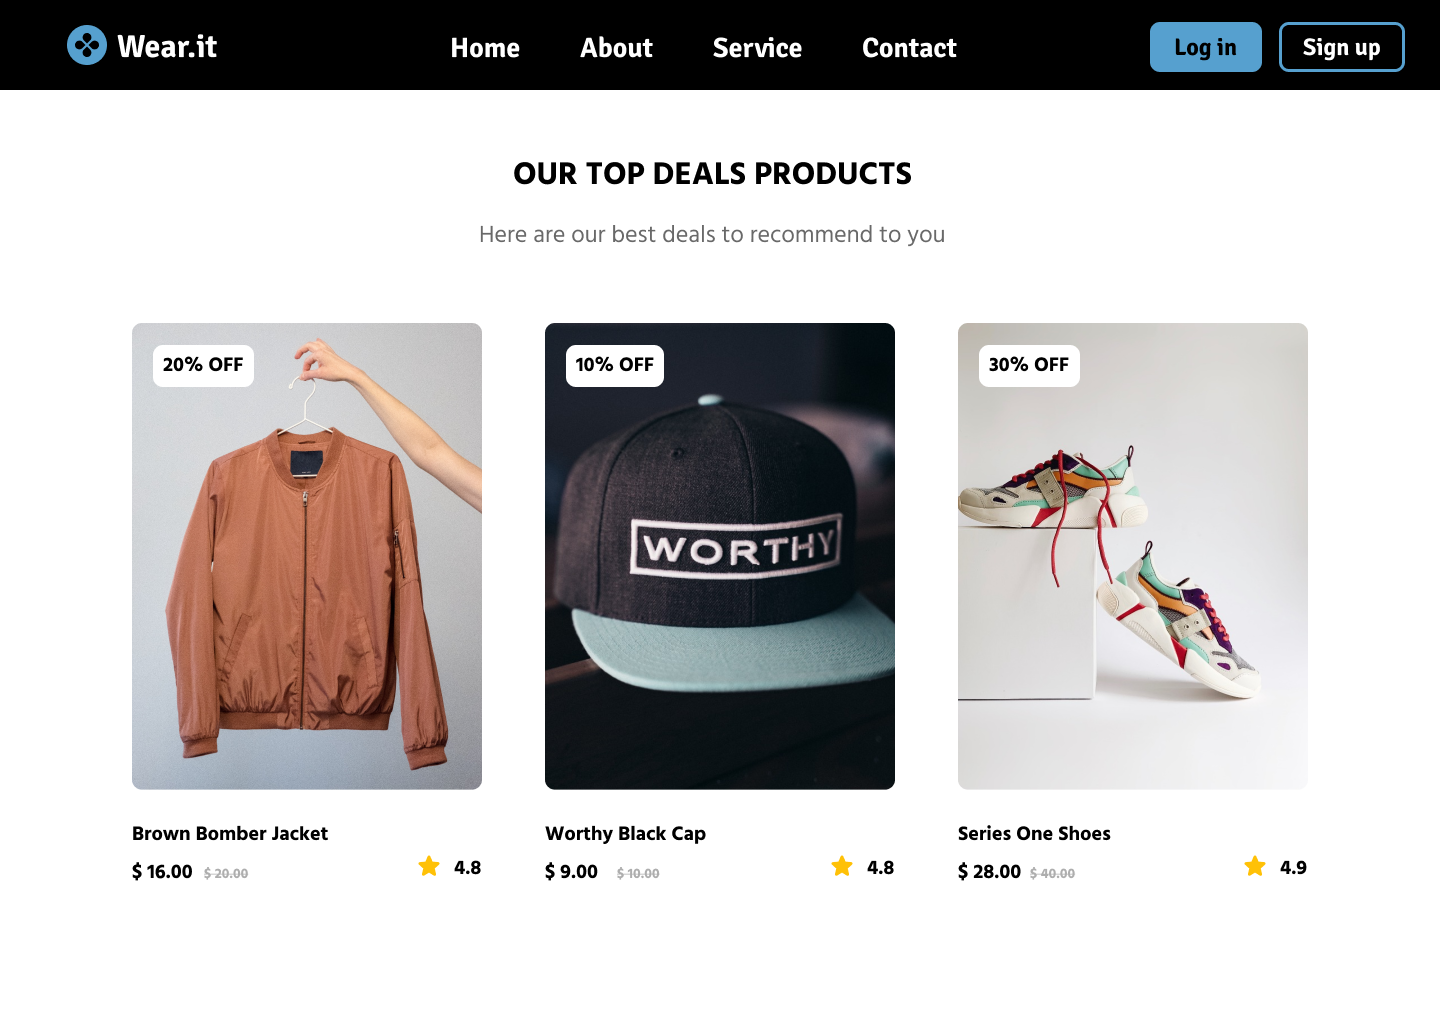 Wear.it
Home About Service Contact
Log in Sign up
OUR TOP DEALS PRODUCTS
Here are our best deals to recommend to you
20% OFF
10% OFF
30% OFF
WORTHY
Brown Bomber Jacket
$ 16.00 $ 20.00
4.8
Worthy Black Cap
$ 9.00 $ 10.00
4.8
Series One Shoes
$ 28.00 $ 40.00
4.9